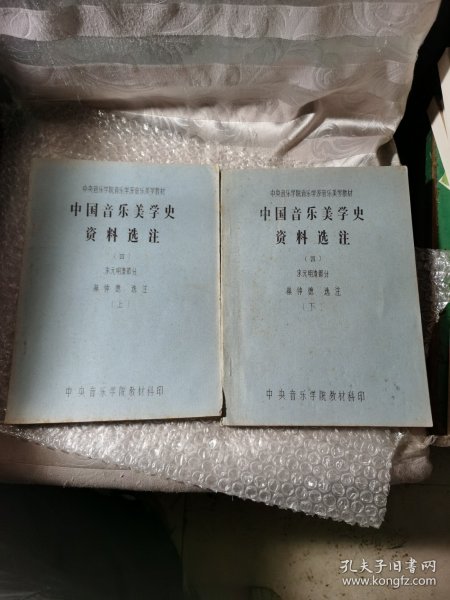 中央音乐学院音乐学系音乐美学教材
中国音乐美学史
资料选注
（四）
宋元明清部分
蔡仲德 选注
（上）
中央音乐学院教材科印
中央音乐学院音乐学系音乐美学教材
中国音乐美学史
资料选注
（四）
宋元明清部分
蔡仲德 选注
（下）
中央音乐学院教材科印
孔夫子旧书网
www.kongfz.com